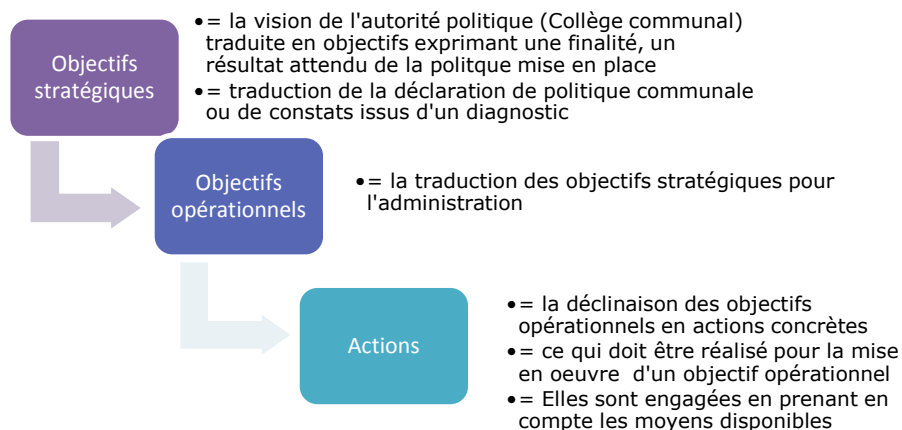 Objectifs
stratégiques
•= la vision de l'autorité politique (Collège communal)
traduite en objectifs exprimant une finalité, un
résultat attendu de la politque mise en place
•= traduction de la déclaration de politique communale
ou de constats issus d'un diagnostic
Objectifs
opérationnels
•= la traduction des objectifs stratégiques pour
l'administration
Actions
•= la déclinaison des objectifs
opérationnels en actions concrètes
•= ce qui doit être réalisé pour la mise
en oeuvre d'un objectif opérationnel
•= Elles sont engagées en prenant en
compte les moyens disponibles